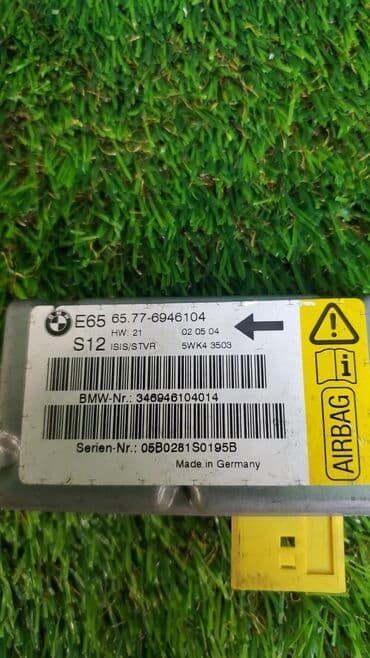 E65 65.77-6946104
HW: 21 02 05 04
S12 ISIS/STVR 5WK4 3503
BMW-Nr.: 346946104014
Serien-Nr.: 05B0281S0195B
Made in Germany
AIRBAG